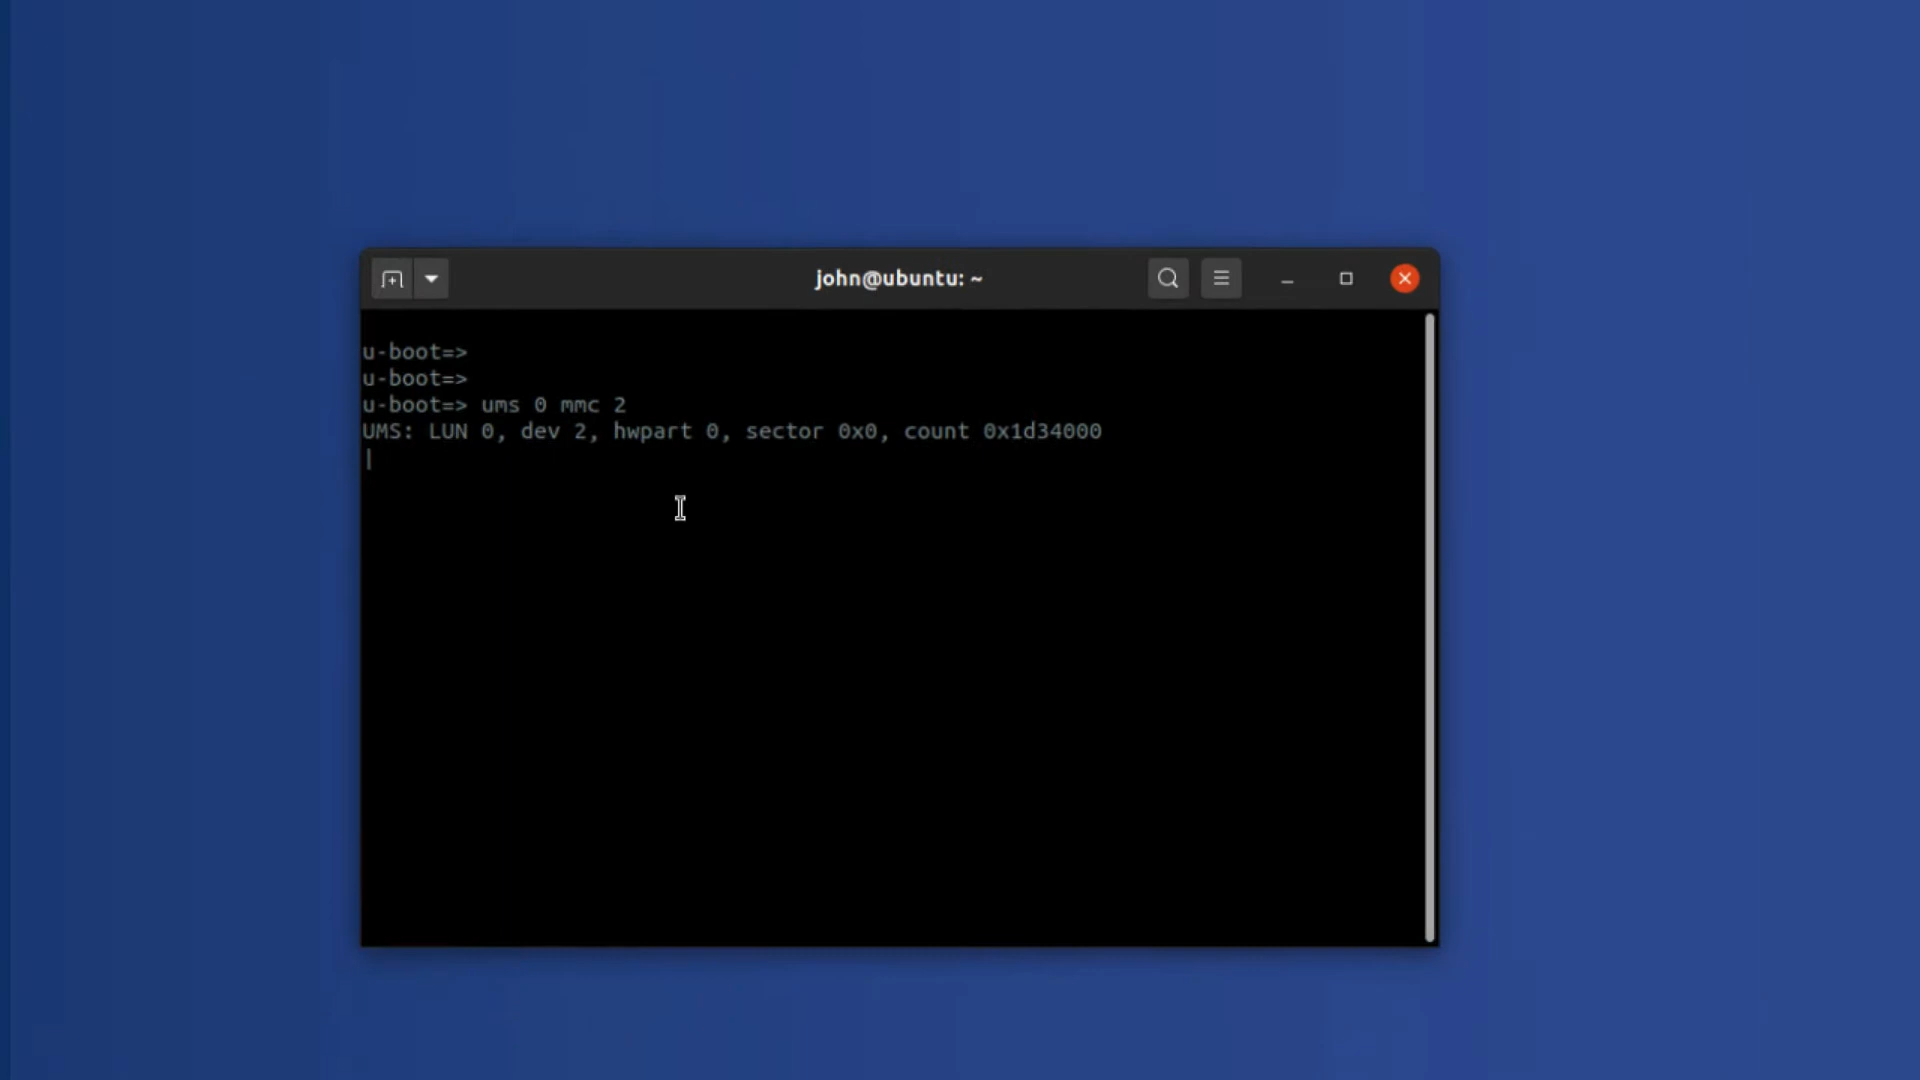 john@ubuntu: ~
u-boot=>
u-boot=>
u-boot=> ums 0 mmc 2
UMS: LUN 0, dev 2, hwpart 0, sector 0x0, count 0x1d34000
|